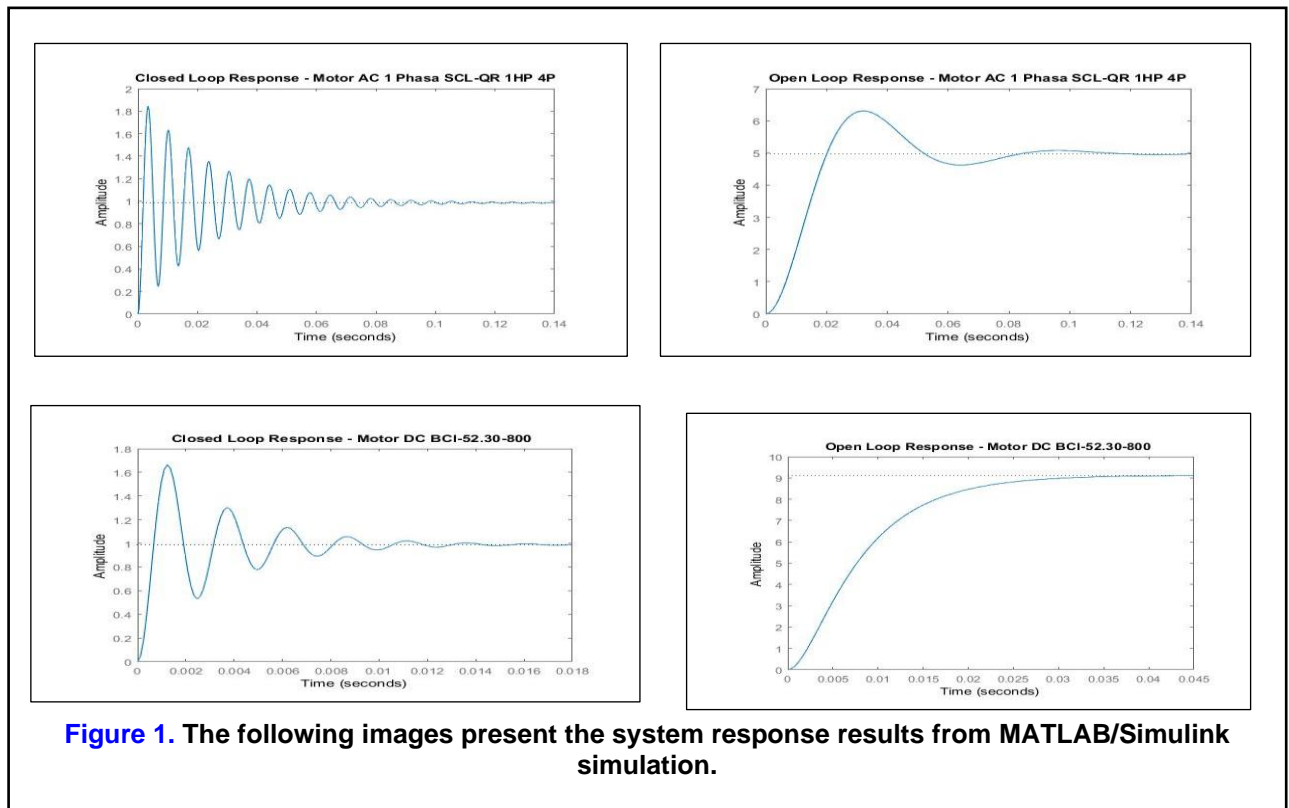 Closed Loop Response - Motor AC 1 Phasa SCL-QR 1HP 4P
2
1.8
1.6
1.4
1.2
1
0.8
0.6
0.4
0.2
0
Amplitude
0 0.02 0.04 0.06 0.08 0.1 0.12 0.14
Time (seconds)
Open Loop Response - Motor AC 1 Phasa SCL-QR 1HP 4P
7
6
5
4
3
2
1
0
Amplitude
0 0.02 0.04 0.06 0.08 0.1 0.12 0.14
Time (seconds)
Closed Loop Response - Motor DC BCI-52.30-800
1.8
1.6
1.4
1.2
1
0.8
0.6
0.4
0.2
0
Amplitude
0 0.002 0.004 0.006 0.008 0.01 0.012 0.014 0.016 0.018
Time (seconds)
Open Loop Response - Motor DC BCI-52.30-800
10
9
8
7
6
5
4
3
2
1
0
Amplitude
0 0.005 0.01 0.015 0.02 0.025 0.03 0.035 0.04 0.045
Time (seconds)
Figure 1. The following images present the system response results from MATLAB/Simulink
simulation.